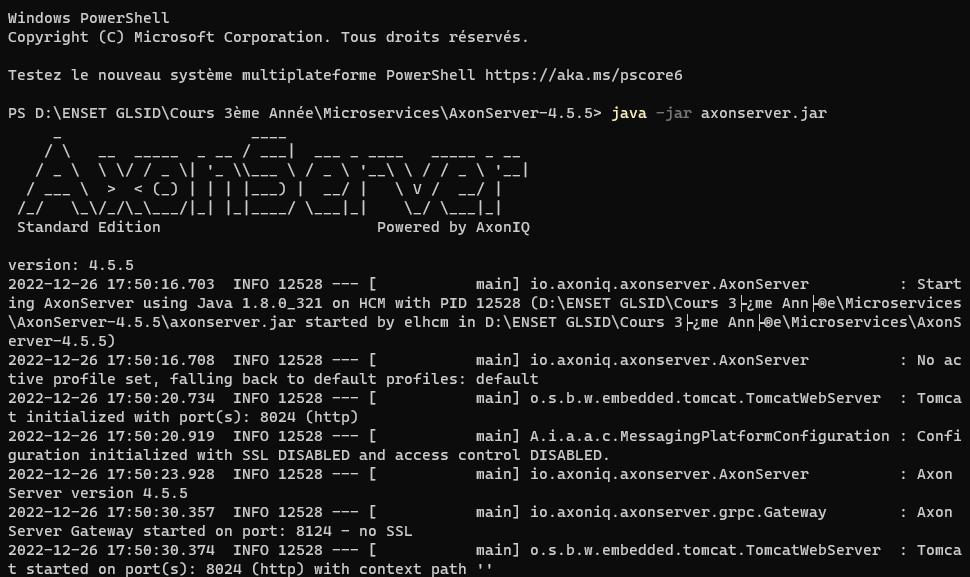 Windows PowerShell
Copyright (C) Microsoft Corporation. Tous droits réservés.
Testez le nouveau système multiplateforme PowerShell https://aka.ms/pscore6
PS D:\ENSET GLSID\Cours 3ème Année\Microservices\AxonServer-4.5.5> java -jar axonserver.jar
AxonServer
Standard Edition                        Powered by AxonIQ
version: 4.5.5
2022-12-26 17:50:16.703  INFO 12528 --- [           main] io.axoniq.axonserver.AxonServer          : Start
ing AxonServer using Java 1.8.0_321 on HCM with PID 12528 (D:\ENSET GLSID\Cours 3├¿me Ann├®e\Microservices
\AxonServer-4.5.5\axonserver.jar started by elhcm in D:\ENSET GLSID\Cours 3├¿me Ann├®e\Microservices\AxonS
erver-4.5.5)
2022-12-26 17:50:16.708  INFO 12528 --- [           main] io.axoniq.axonserver.AxonServer          : No ac
tive profile set, falling back to default profiles: default
2022-12-26 17:50:20.734  INFO 12528 --- [           main] o.s.b.w.embedded.tomcat.TomcatWebServer  : Tomca
t initialized with port(s): 8024 (http)
2022-12-26 17:50:20.919  INFO 12528 --- [           main] A.i.a.a.c.MessagingPlatformConfiguration : Confi
guration initialized with SSL DISABLED and access control DISABLED.
2022-12-26 17:50:23.928  INFO 12528 --- [           main] io.axoniq.axonserver.AxonServer          : Axon
Server version 4.5.5
2022-12-26 17:50:30.357  INFO 12528 --- [           main] io.axoniq.axonserver.grpc.Gateway        : Axon
Server Gateway started on port: 8124 - no SSL
2022-12-26 17:50:30.374  INFO 12528 --- [           main] o.s.b.w.embedded.tomcat.TomcatWebServer  : Tomca
t started on port(s): 8024 (http) with context path ''